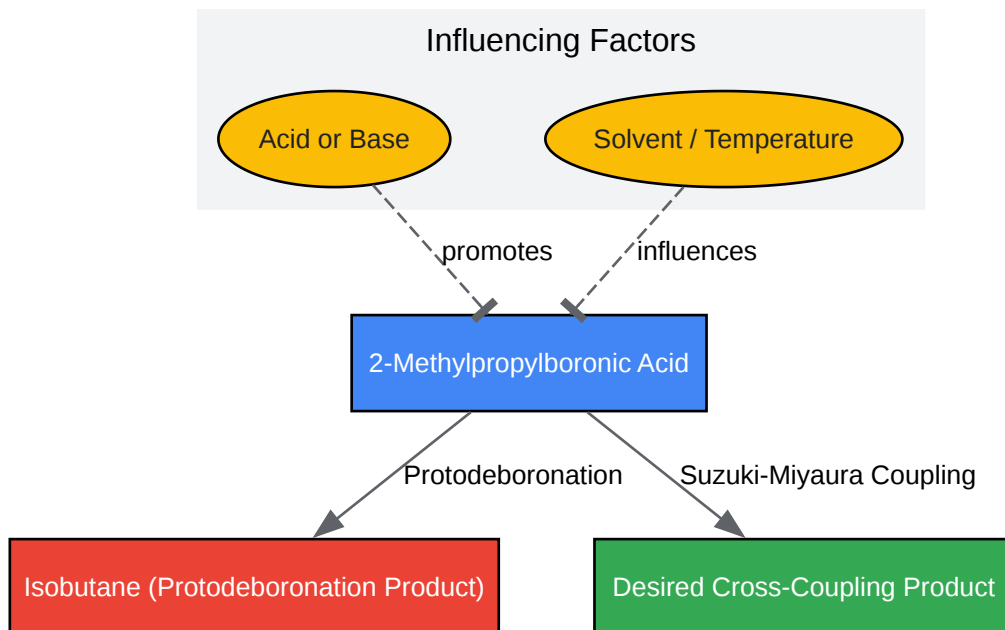 Influencing Factors
Acid or Base
Solvent / Temperature
promotes
influences
2-Methylpropylboronic Acid
Protodeboronation
Suzuki-Miyaura Coupling
Isobutane (Protodeboronation Product)
Desired Cross-Coupling Product